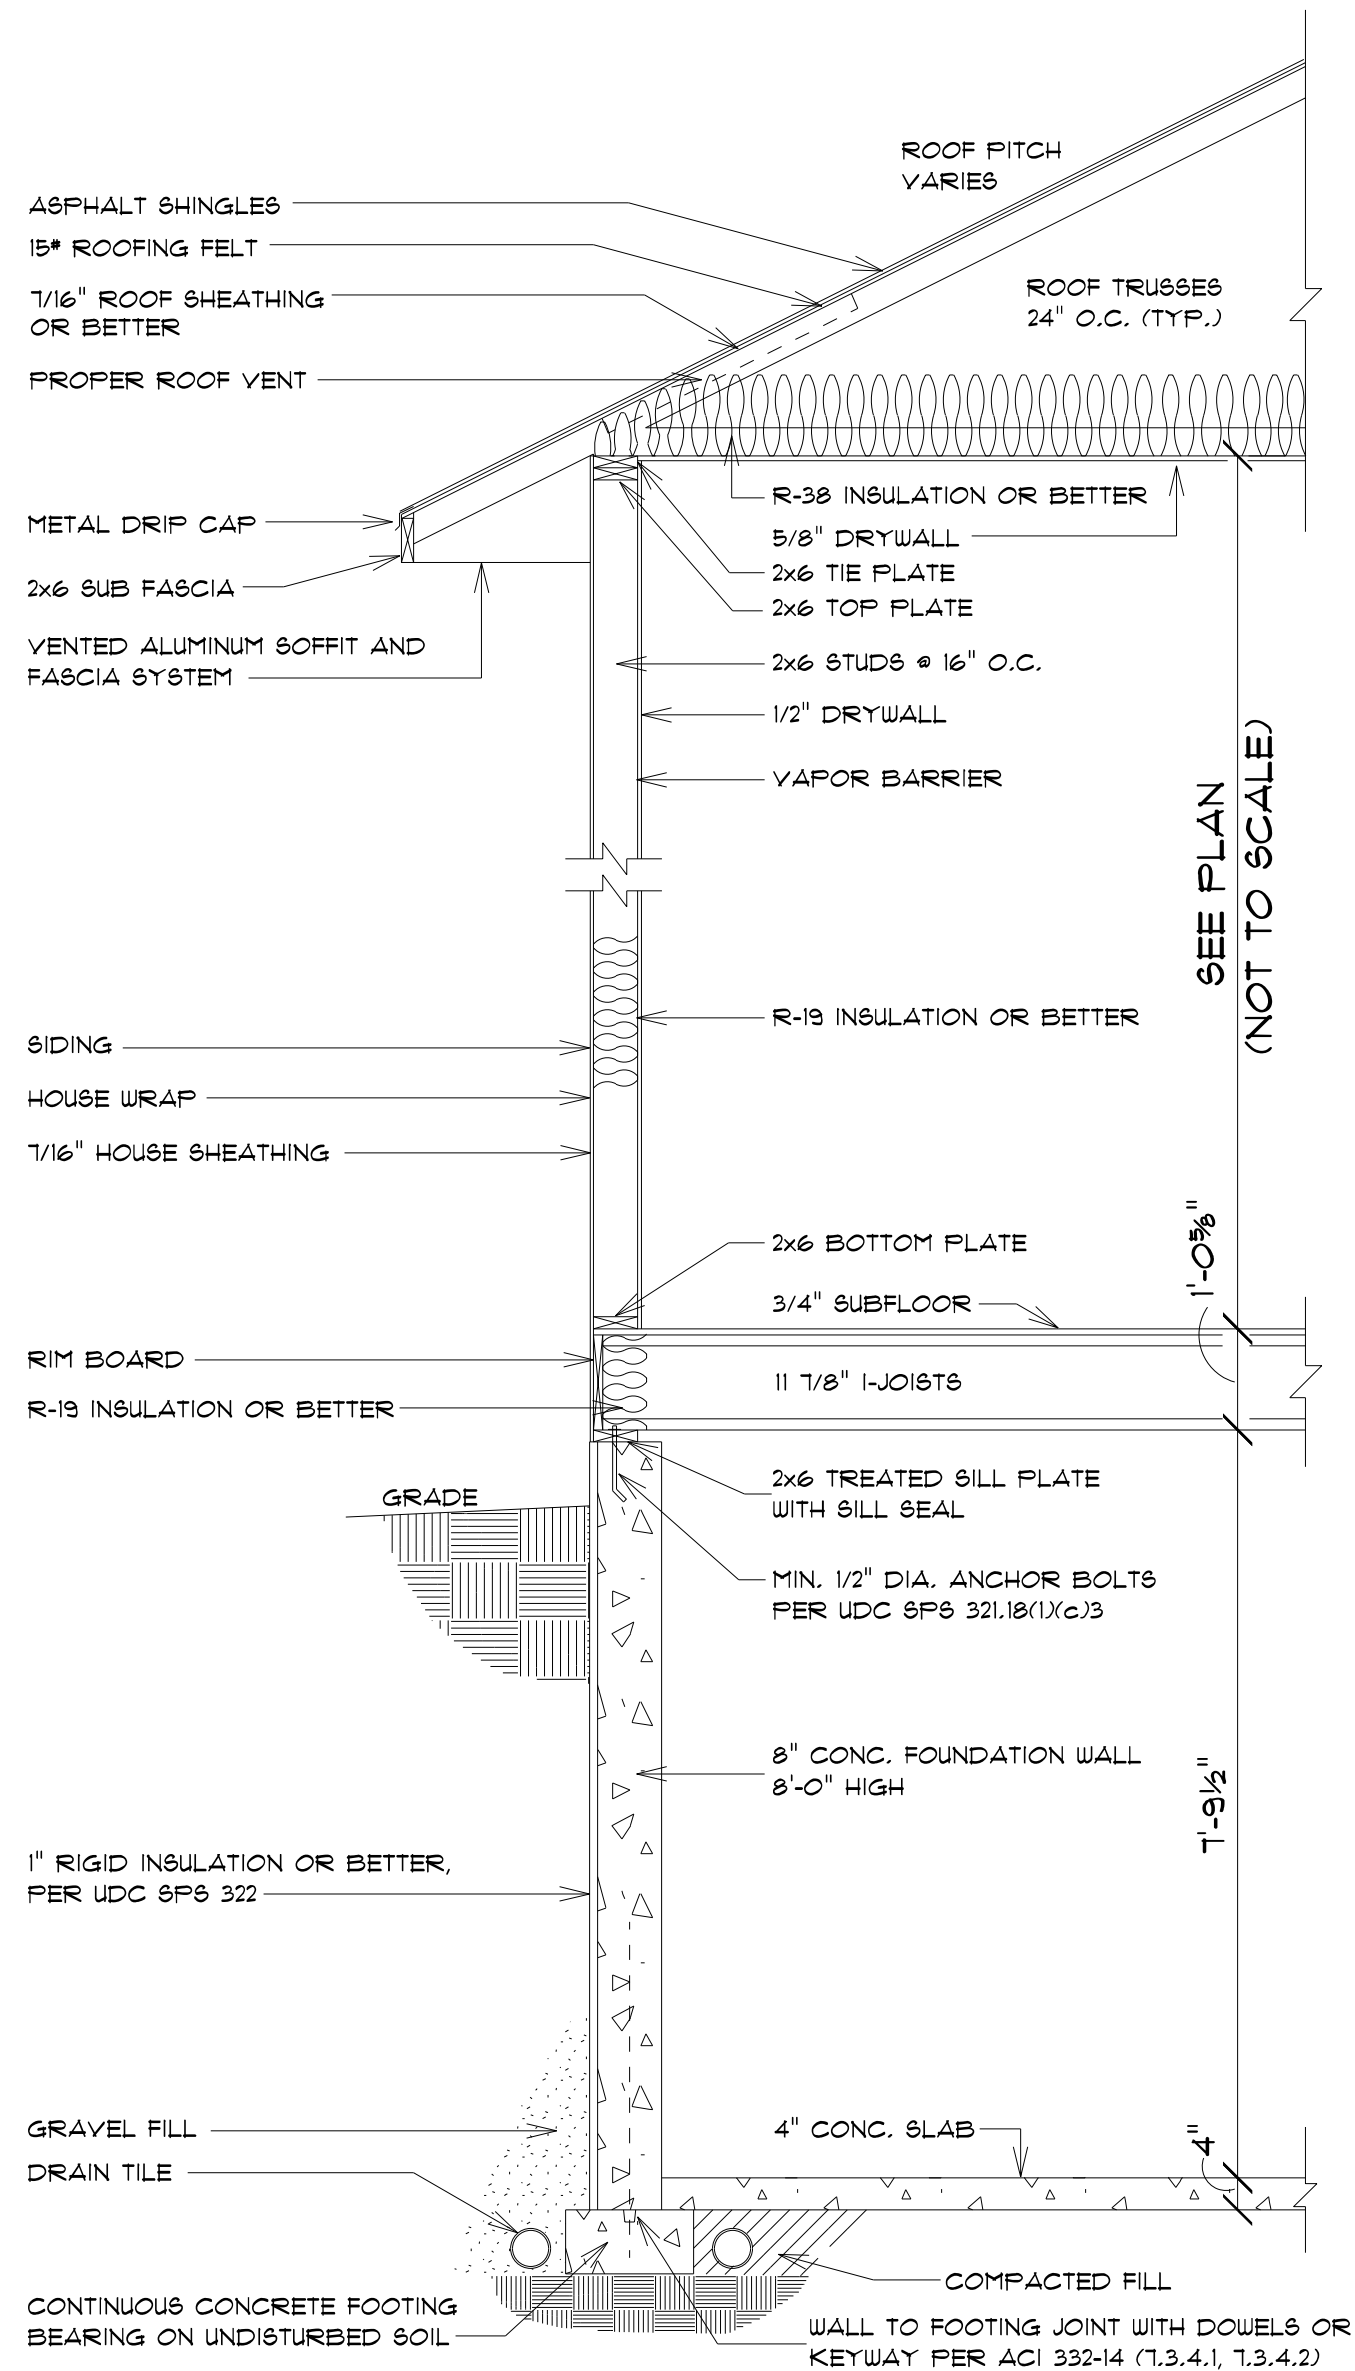 ROOF PITCH
VARIES
ASPHALT SHINGLES
15# ROOFING FELT
7/16" ROOF SHEATHING
OR BETTER
PROPER ROOF VENT
ROOF TRUSSES
24" O.C. (TYP.)
METAL DRIP CAP
2x6 SUB FASCIA
VENTED ALUMINUM SOFFIT AND
FASCIA SYSTEM
R-38 INSULATION OR BETTER
5/8" DRYWALL
2x6 TIE PLATE
2x6 TOP PLATE
2x6 STUDS @ 16" O.C.
1/2" DRYWALL
VAPOR BARRIER
SEE PLAN
(NOT TO SCALE)
R-19 INSULATION OR BETTER
SIDING
HOUSE WRAP
7/16" HOUSE SHEATHING
2x6 BOTTOM PLATE
3/4" SUBFLOOR
1'-0⅝"
RIM BOARD
11 7/8" I-JOISTS
R-19 INSULATION OR BETTER
GRADE
2x6 TREATED SILL PLATE
WITH SILL SEAL
MIN. 1/2" DIA. ANCHOR BOLTS
PER UDC SPS 321.18(1)(c)3
8" CONC. FOUNDATION WALL
8'-0" HIGH
7'-9½"
1" RIGID INSULATION OR BETTER,
PER UDC SPS 322
GRAVEL FILL
DRAIN TILE
4" CONC. SLAB
4"
COMPACTED FILL
CONTINUOUS CONCRETE FOOTING
BEARING ON UNDISTURBED SOIL
WALL TO FOOTING JOINT WITH DOWELS OR
KEYWAY PER ACI 332-14 (7.3.4.1, 7.3.4.2)